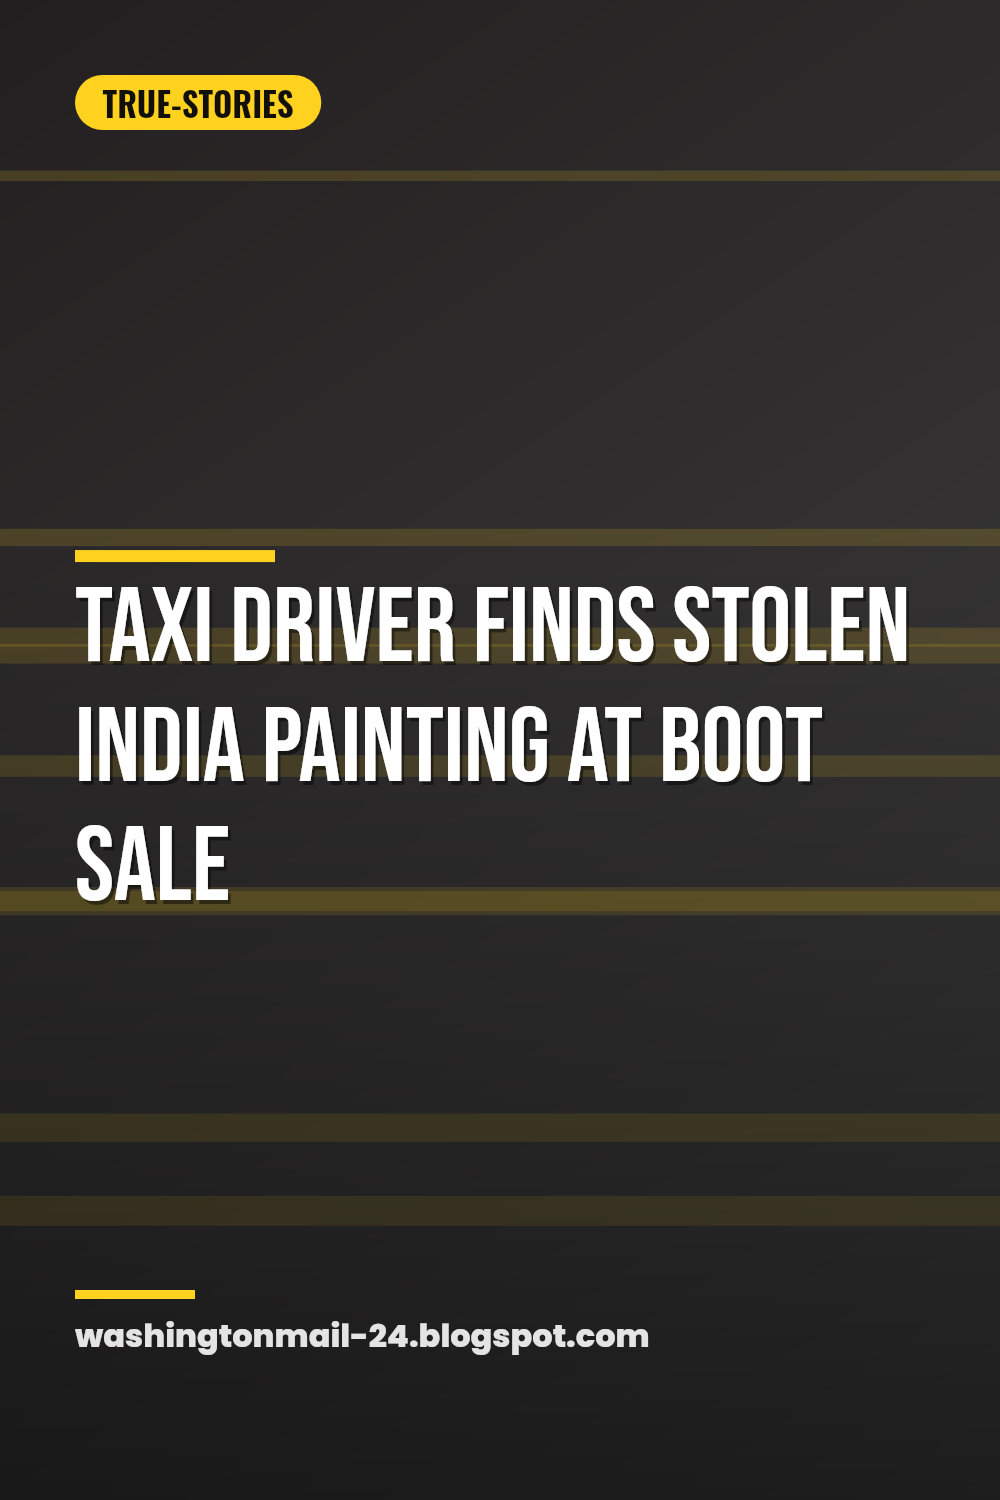 TRUE-STORIES
TAXI DRIVER FINDS STOLEN
INDIA PAINTING AT BOOT
SALE
washingtonmail-24.blogspot.com